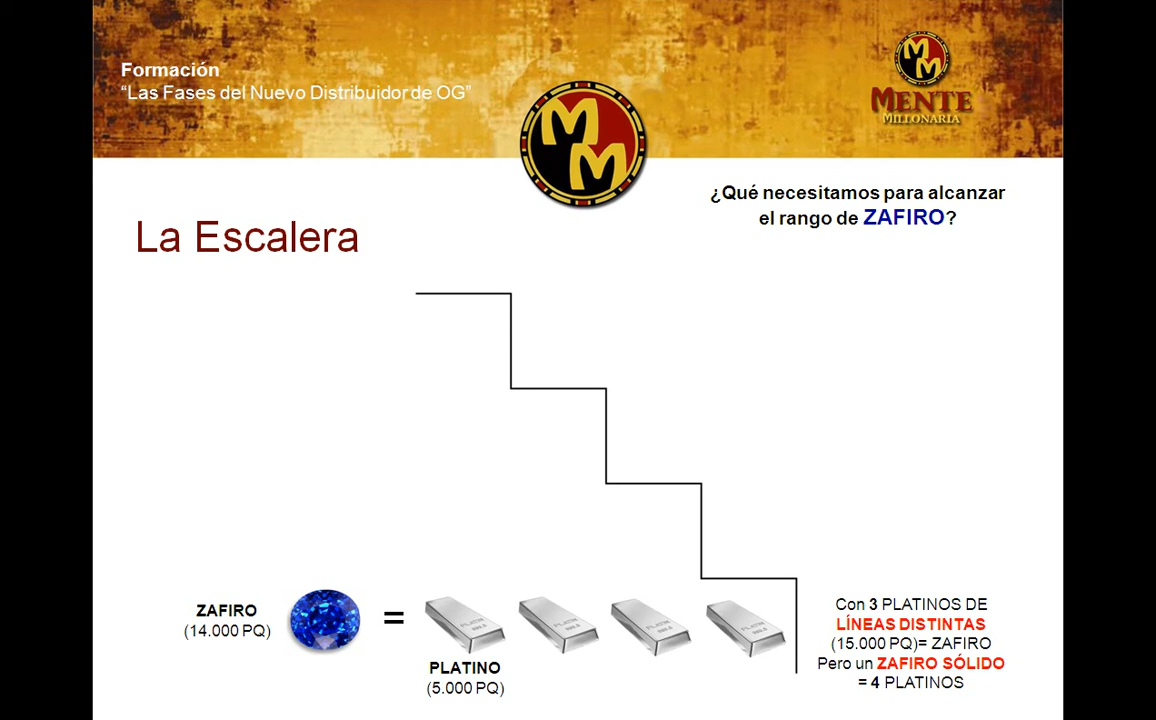 Formación
“Las Fases del Nuevo Distribuidor de OG”
MM
MENTE
MILLONARIA
MM
¿Qué necesitamos para alcanzar
el rango de ZAFIRO?
La Escalera
ZAFIRO
(14.000 PQ)
=
PLATINO
(5.000 PQ)
Con 3 PLATINOS DE
LÍNEAS DISTINTAS
(15.000 PQ)= ZAFIRO
Pero un ZAFIRO SÓLIDO
= 4 PLATINOS